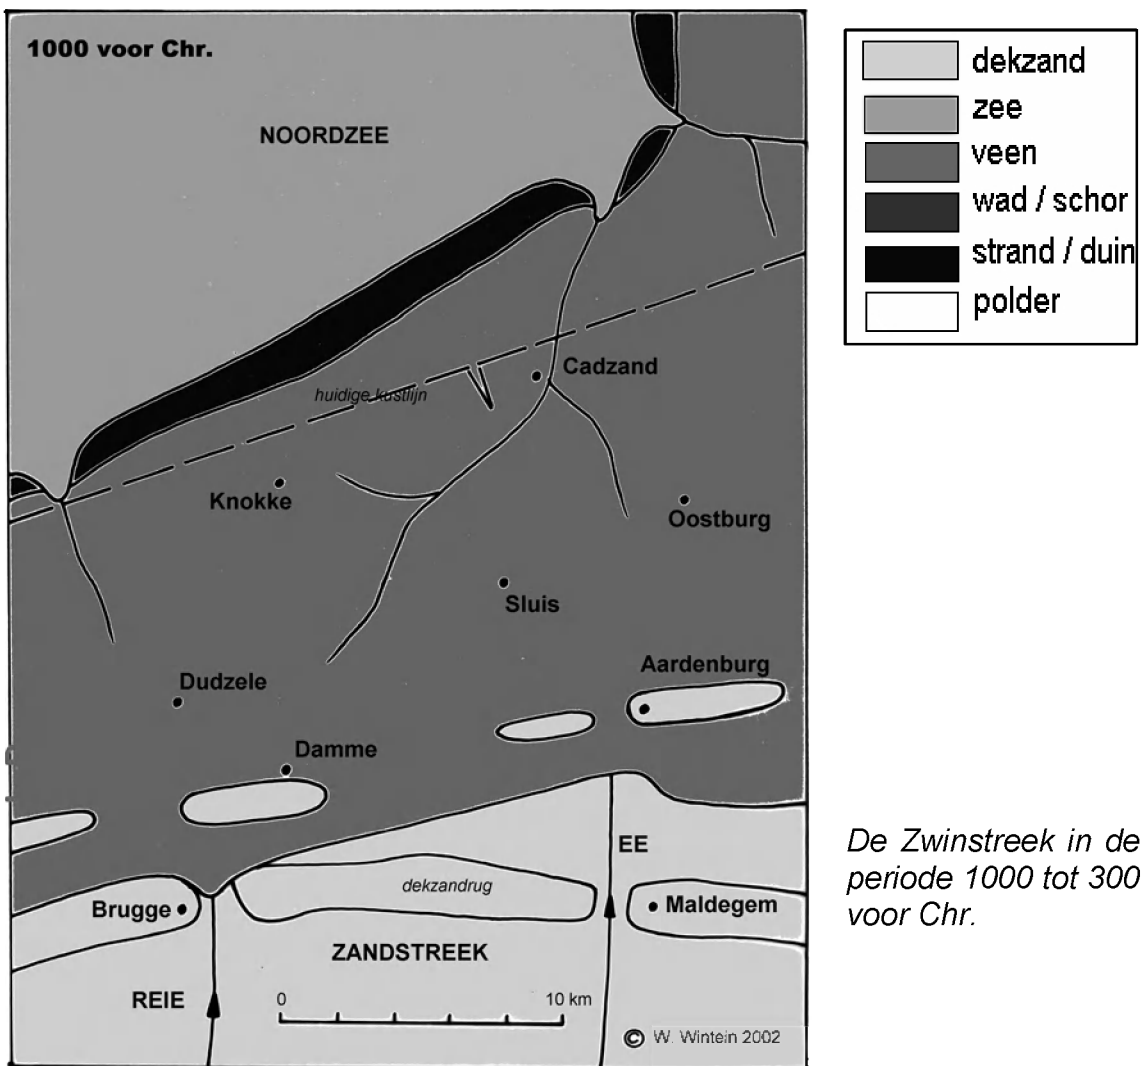 1000 voor Chr.
NOORDZEE
huidige kustlijn
Cadzand
Knokke
Oostburg
Sluis
Aardenburg
Dudzele
Damme
EE
dekzandrug
Brugge
Maldegem
ZANDSTREEK
REIE
0 10 km
© W. Wintein 2002
dekzand
zee
veen
wad / schor
strand / duin
polder
De Zwinstreek in de
periode 1000 tot 300
voor Chr.